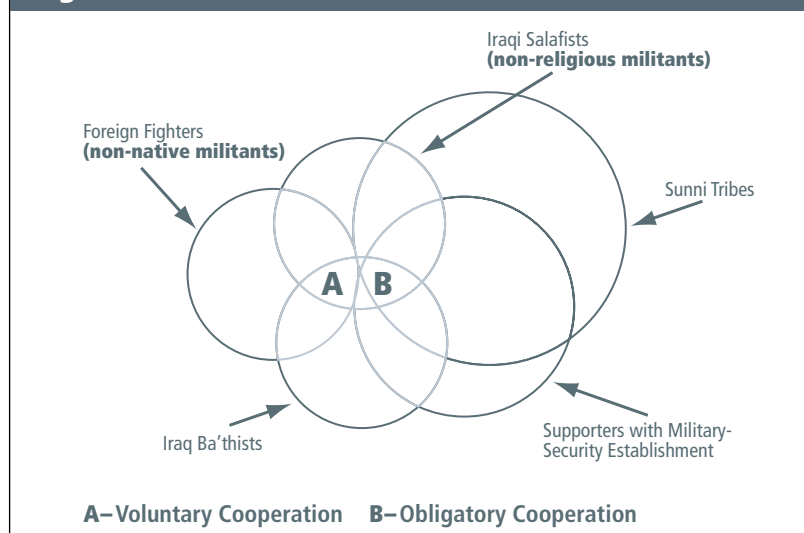 Iraqi Salafists
(non-religious militants)
Foreign Fighters
(non-native militants)
Sunni Tribes
A B
Iraq Ba’thists
Supporters with Military-
Security Establishment
A–Voluntary Cooperation B–Obligatory Cooperation